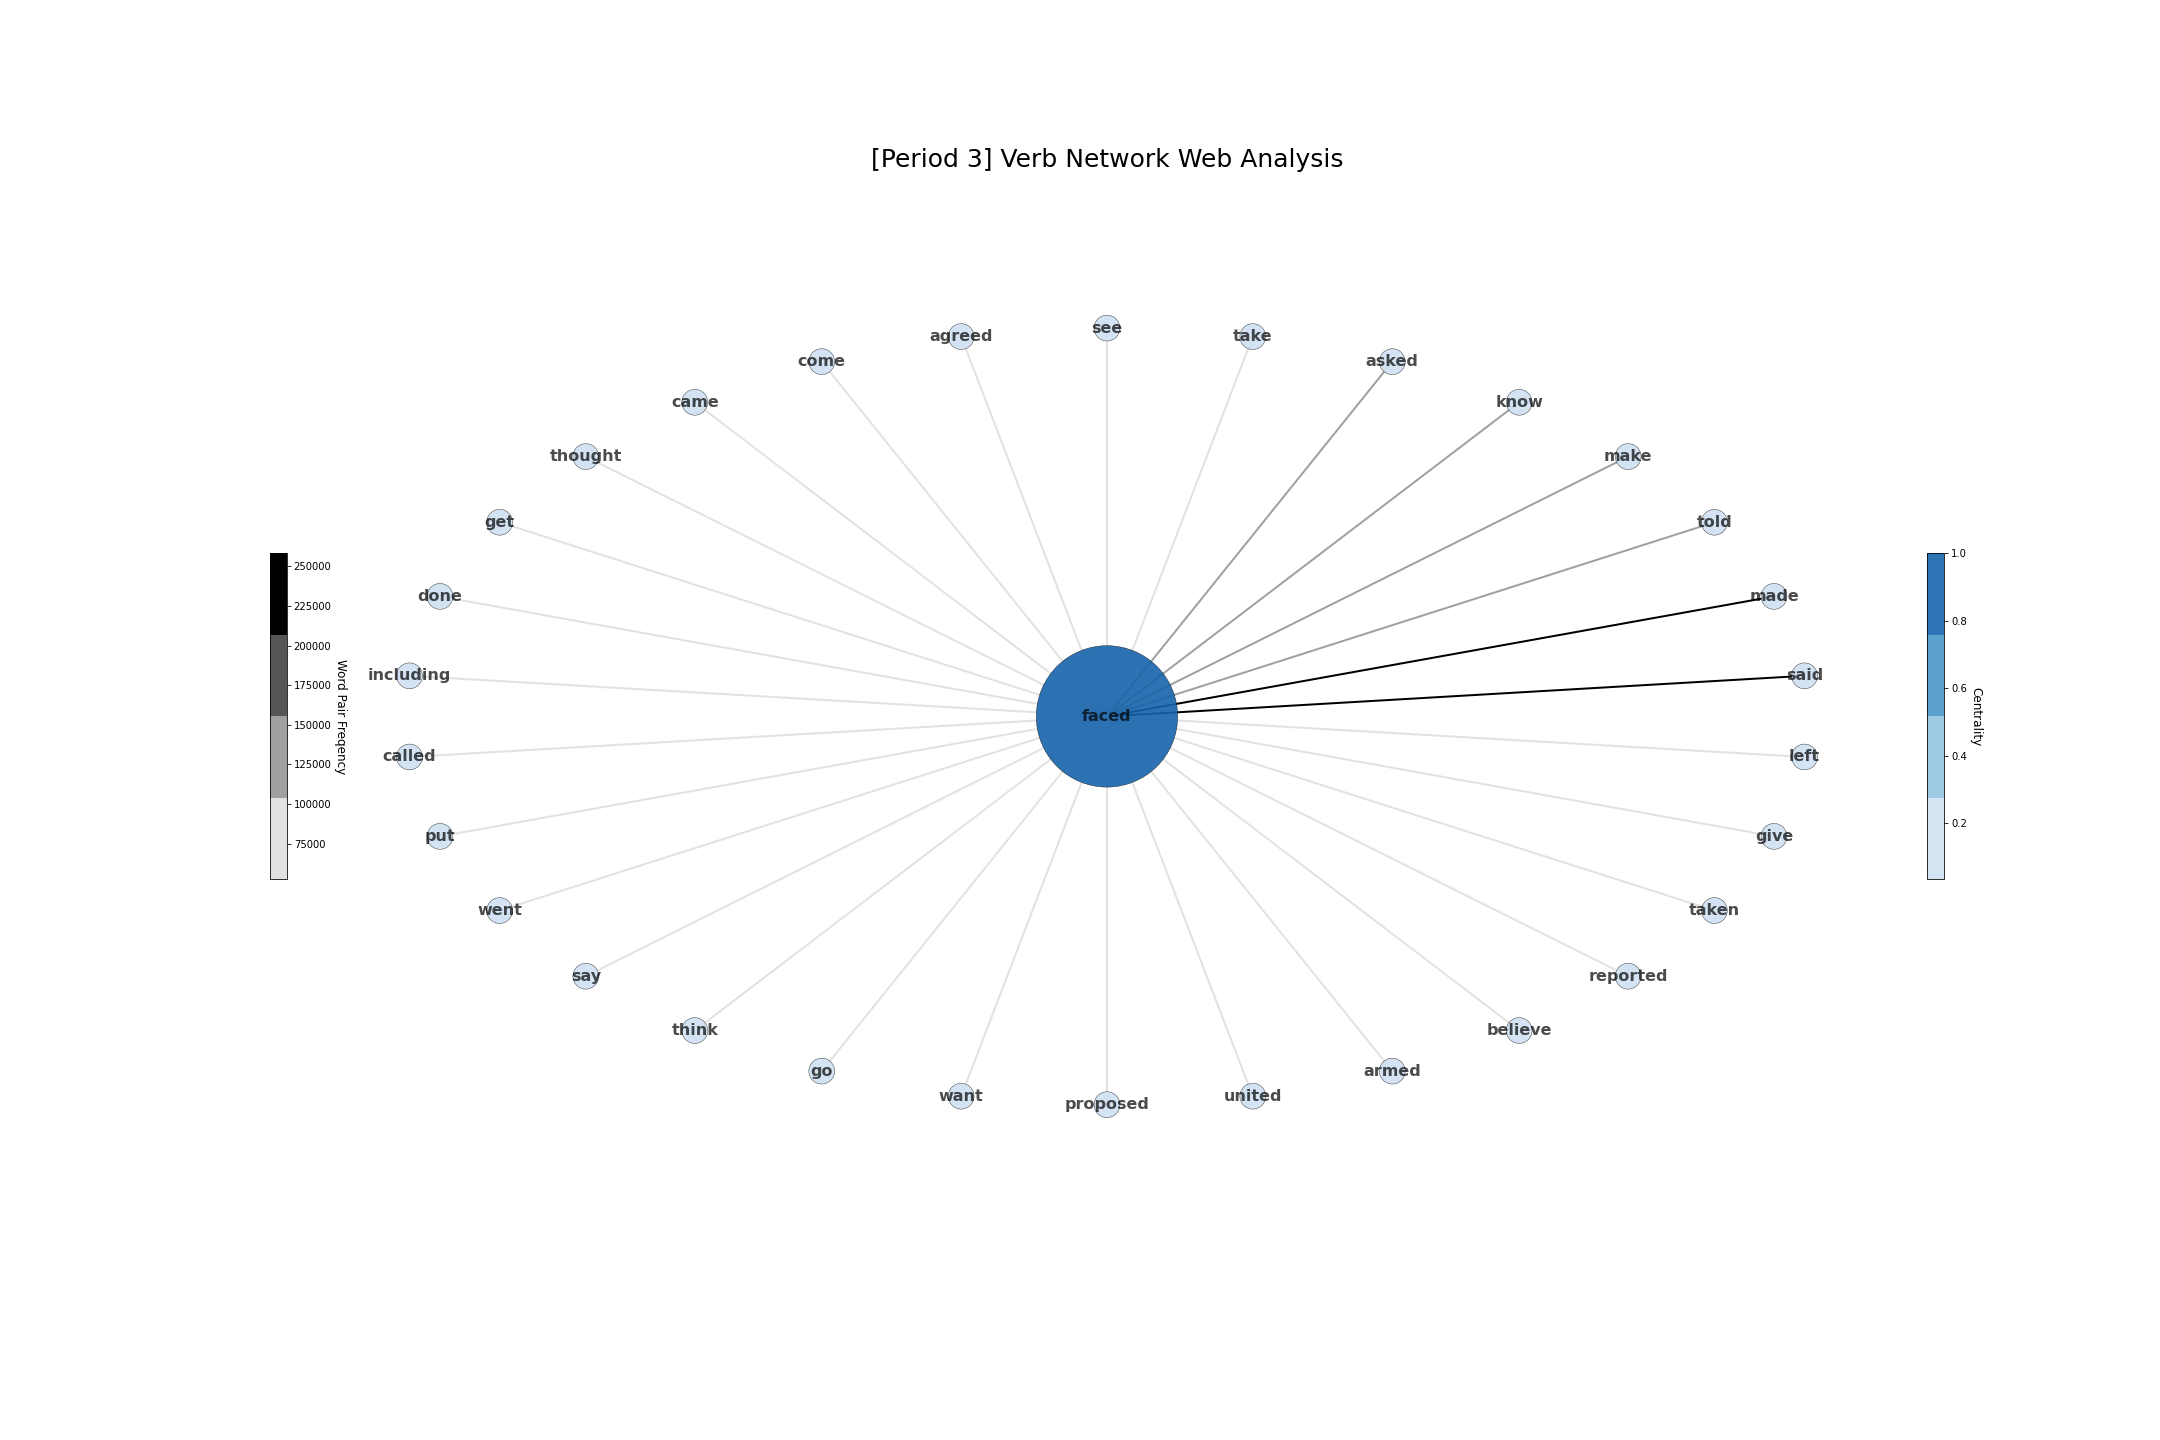 [Period 3] Verb Network Web Analysis
see
agreed
take
come
asked
came
know
thought
make
get
told
done
made
including
said
faced
called
left
put
give
went
taken
say
reported
think
believe
go
armed
want
united
proposed
250000
225000
200000
175000
150000
125000
100000
75000
Word Pair Freqency
1.0
0.8
0.6
0.4
0.2
Centrality